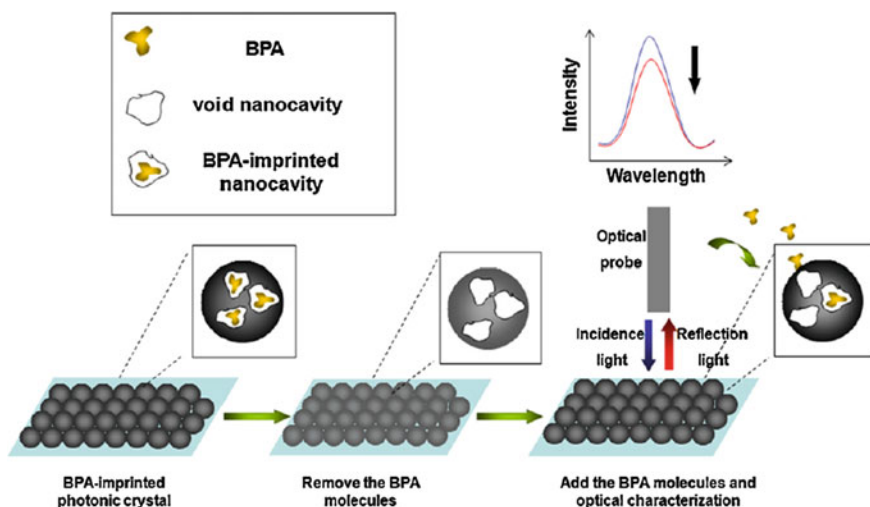 BPA
void nanocavity
BPA-imprinted
nanocavity
Intensity
Wavelength
Optical
probe
Incidence
light
Reflection
light
BPA-imprinted
photonic crystal
Remove the BPA
molecules
Add the BPA molecules and
optical characterization